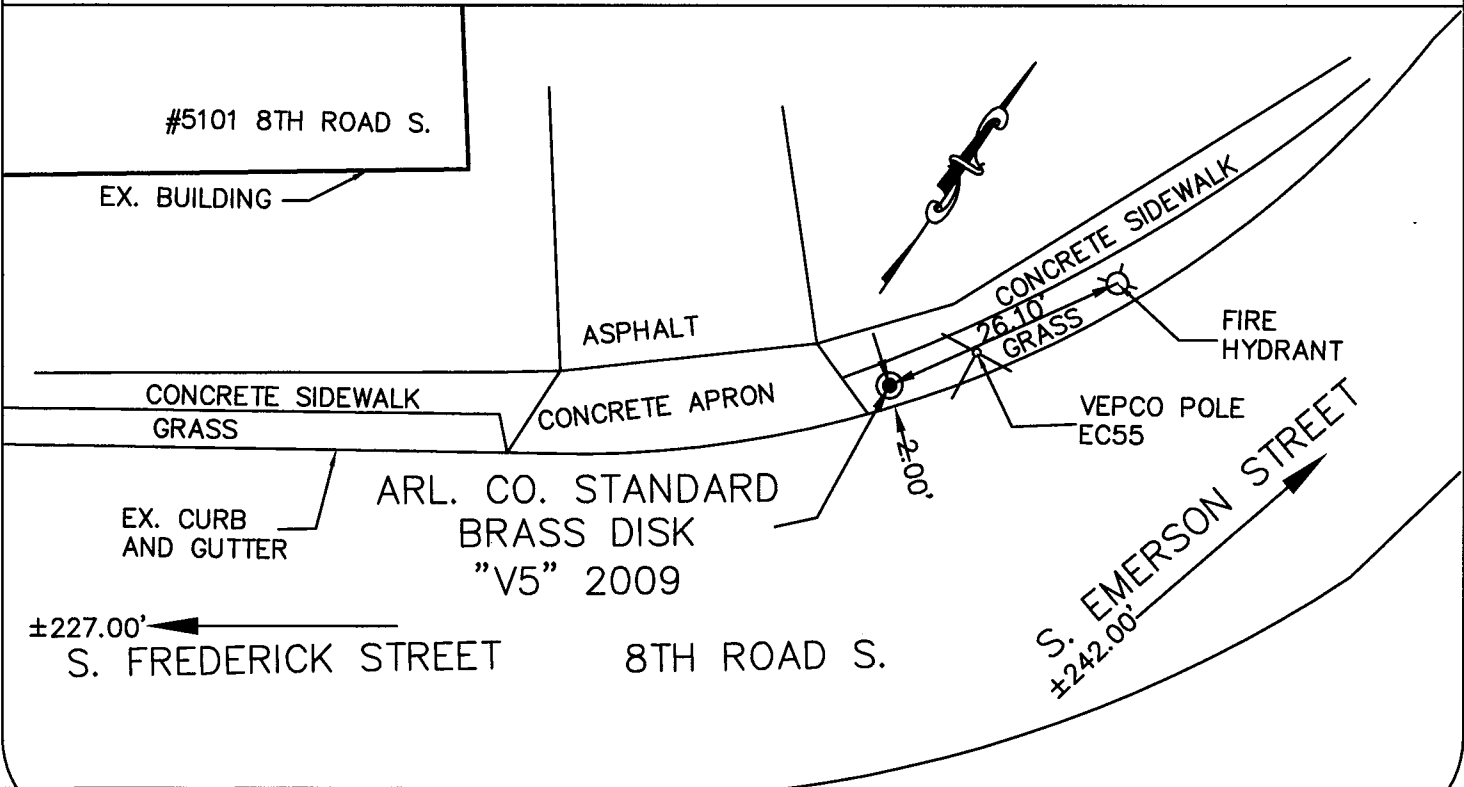 #5101 8TH ROAD S.
EX. BUILDING
CONCRETE SIDEWALK
26.10'
GRASS
FIRE
HYDRANT
ASPHALT
CONCRETE SIDEWALK
CONCRETE APRON
GRASS
VEPCO POLE
EC55
2.00'
ARL. CO. STANDARD
BRASS DISK
"V5" 2009
EX. CURB
AND GUTTER
S. EMERSON STREET
±242.00'
±227.00'
S. FREDERICK STREET
8TH ROAD S.